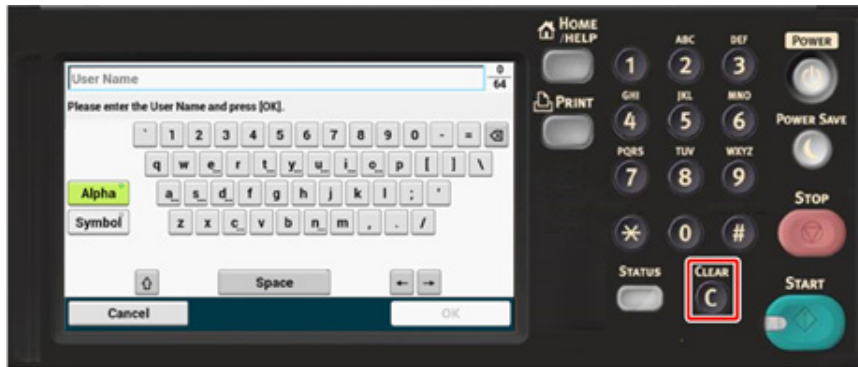 User Name
0
64
Please enter the User Name and press [OK].
` 1 2 3 4 5 6 7 8 9 0 - =
q w e r t y u i o p [ ] \
Alpha
a s d f g h j k l ; '
Symbol
z x c v b n m , . /
Space
← →
Cancel
OK
HOME
/HELP
PRINT
ABC DEF
1 2 3
GHI JKL MNO
4 5 6
PQRS TUV WXYZ
7 8 9
* 0 #
STATUS
CLEAR
C
POWER
POWER SAVE
STOP
START